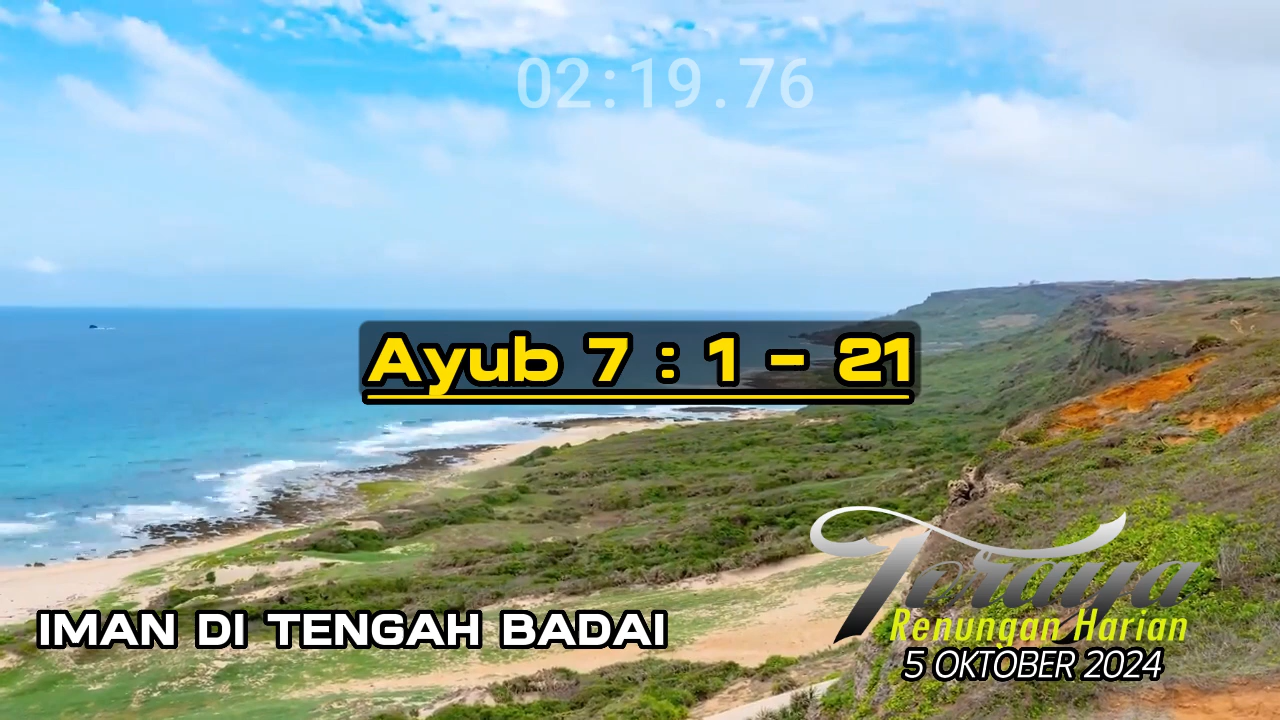 02:19.76
Ayub 7 : 1 - 21
IMAN DI TENGAH BADAI
Toraya
Renungan Harian
5 OKTOBER 2024